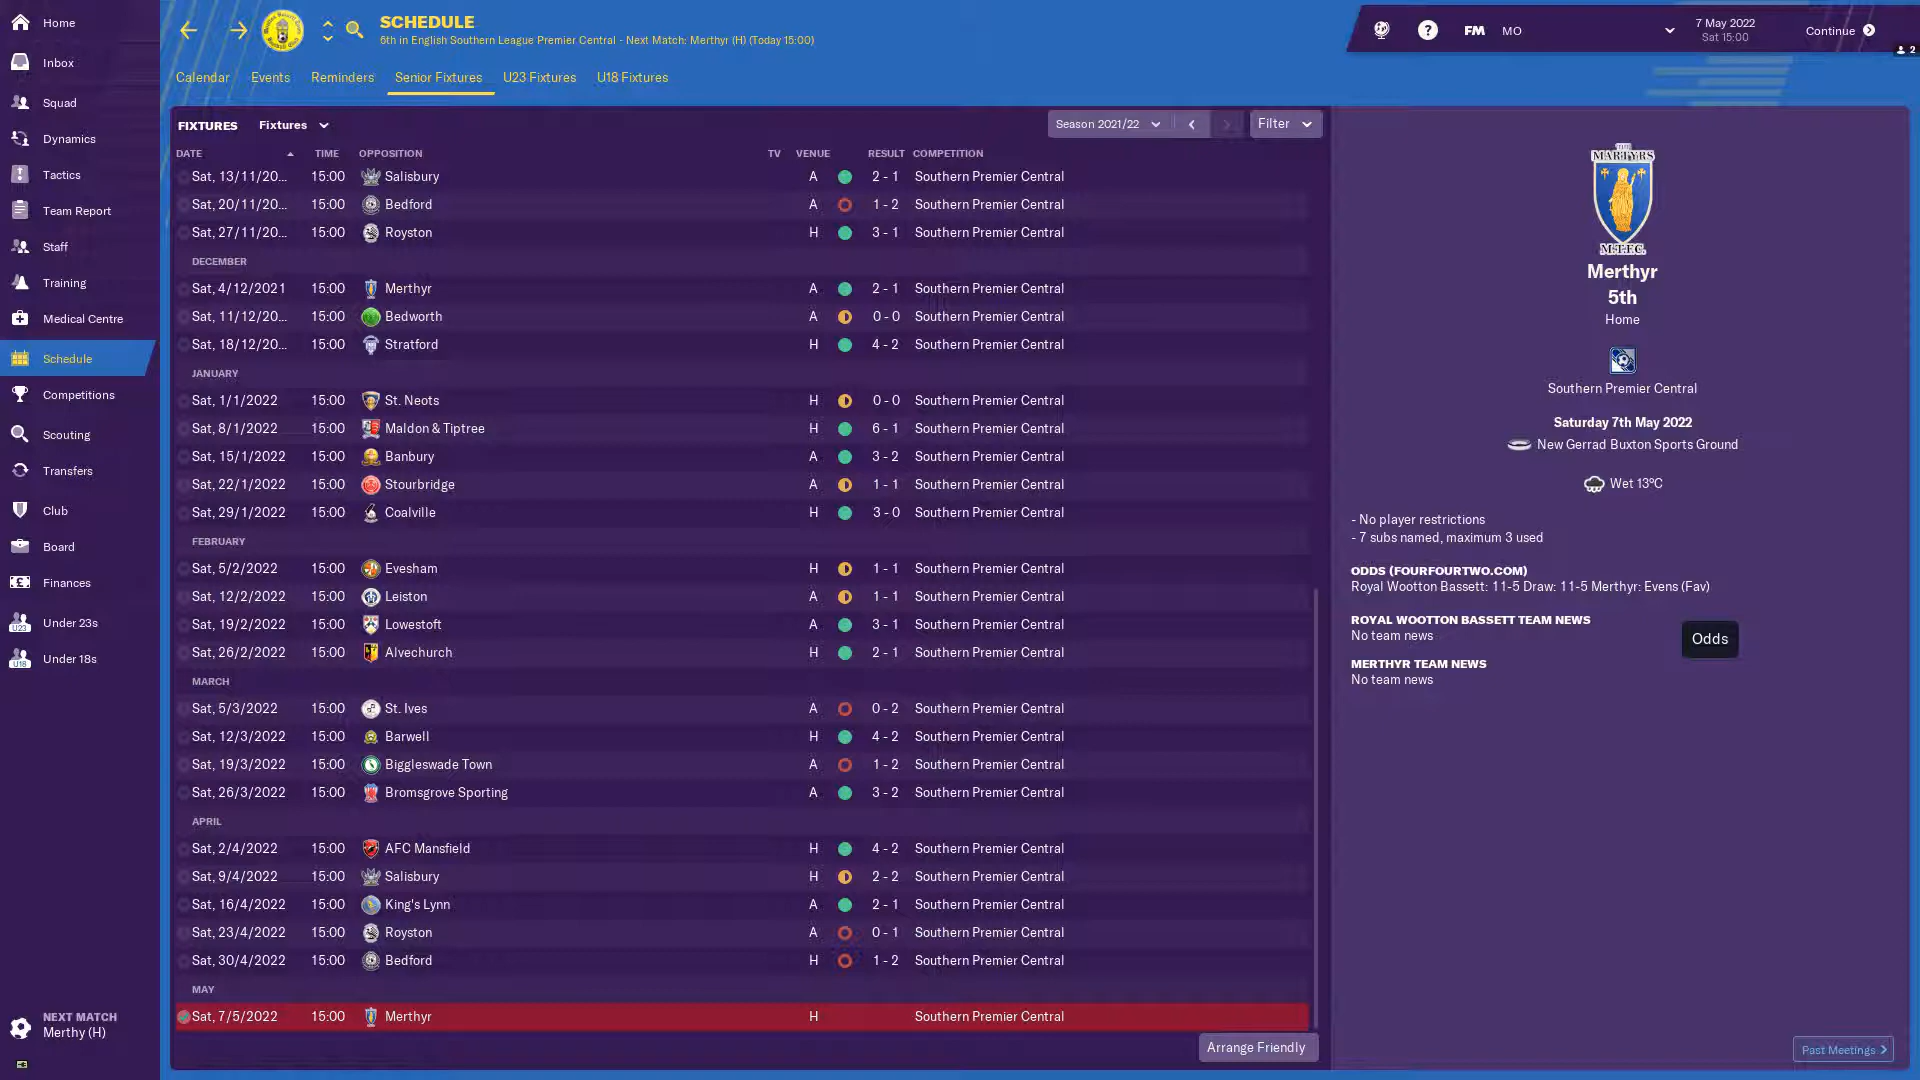 Home
Inbox
Squad
Dynamics
Tactics
Team Report
Staff
Training
Medical Centre
Schedule
Competitions
Scouting
Transfers
Club
Board
Finances
U23 Under 23s
U18 Under 18s
NEXT MATCH
Merthy (H)
SCHEDULE
6th in English Southern League Premier Central - Next Match: Merthyr (H) (Today 15:00)
? FM MO 7 May 2022 Continue
Sat 15:00
2
Calendar Events Reminders Senior Fixtures U23 Fixtures U18 Fixtures
FIXTURES Fixtures Season 2021/22 Filter
DATE TIME OPPOSITION TV VENUE RESULT COMPETITION
Sat, 13/11/20... 15:00 Salisbury A 2 - 1 Southern Premier Central
Sat, 20/11/20... 15:00 Bedford A 1 - 2 Southern Premier Central
Sat, 27/11/20... 15:00 Royston H 3 - 1 Southern Premier Central
DECEMBER
Sat, 4/12/2021 15:00 Merthyr A 2 - 1 Southern Premier Central
Sat, 11/12/20... 15:00 Bedworth A 0 - 0 Southern Premier Central
Sat, 18/12/20... 15:00 Stratford H 4 - 2 Southern Premier Central
JANUARY
Sat, 1/1/2022 15:00 St. Neots H 0 - 0 Southern Premier Central
Sat, 8/1/2022 15:00 Maldon & Tiptree H 6 - 1 Southern Premier Central
Sat, 15/1/2022 15:00 Banbury A 3 - 2 Southern Premier Central
Sat, 22/1/2022 15:00 Stourbridge A 1 - 1 Southern Premier Central
Sat, 29/1/2022 15:00 Coalville H 3 - 0 Southern Premier Central
FEBRUARY
Sat, 5/2/2022 15:00 Evesham H 1 - 1 Southern Premier Central
Sat, 12/2/2022 15:00 Leiston A 1 - 1 Southern Premier Central
Sat, 19/2/2022 15:00 Lowestoft A 3 - 1 Southern Premier Central
Sat, 26/2/2022 15:00 Alvechurch H 2 - 1 Southern Premier Central
MARCH
Sat, 5/3/2022 15:00 St. Ives A 0 - 2 Southern Premier Central
Sat, 12/3/2022 15:00 Barwell H 4 - 2 Southern Premier Central
Sat, 19/3/2022 15:00 Biggleswade Town A 1 - 2 Southern Premier Central
Sat, 26/3/2022 15:00 Bromsgrove Sporting A 3 - 2 Southern Premier Central
APRIL
Sat, 2/4/2022 15:00 AFC Mansfield H 4 - 2 Southern Premier Central
Sat, 9/4/2022 15:00 Salisbury H 2 - 2 Southern Premier Central
Sat, 16/4/2022 15:00 King's Lynn A 2 - 1 Southern Premier Central
Sat, 23/4/2022 15:00 Royston A 0 - 1 Southern Premier Central
Sat, 30/4/2022 15:00 Bedford H 1 - 2 Southern Premier Central
MAY
Sat, 7/5/2022 15:00 Merthyr H Southern Premier Central
Arrange Friendly
THE
MARTYRS
M.T.F.C.
Merthyr
5th
Home
Southern Premier Central
Saturday 7th May 2022
New Gerrad Buxton Sports Ground
Wet 13ºC
- No player restrictions
- 7 subs named, maximum 3 used
ODDS (FOURFOURTWO.COM)
Royal Wootton Bassett: 11-5 Draw: 11-5 Merthyr: Evens (Fav)
ROYAL WOOTTON BASSETT TEAM NEWS
No team news
Odds
MERTHYR TEAM NEWS
No team news
Past Meetings